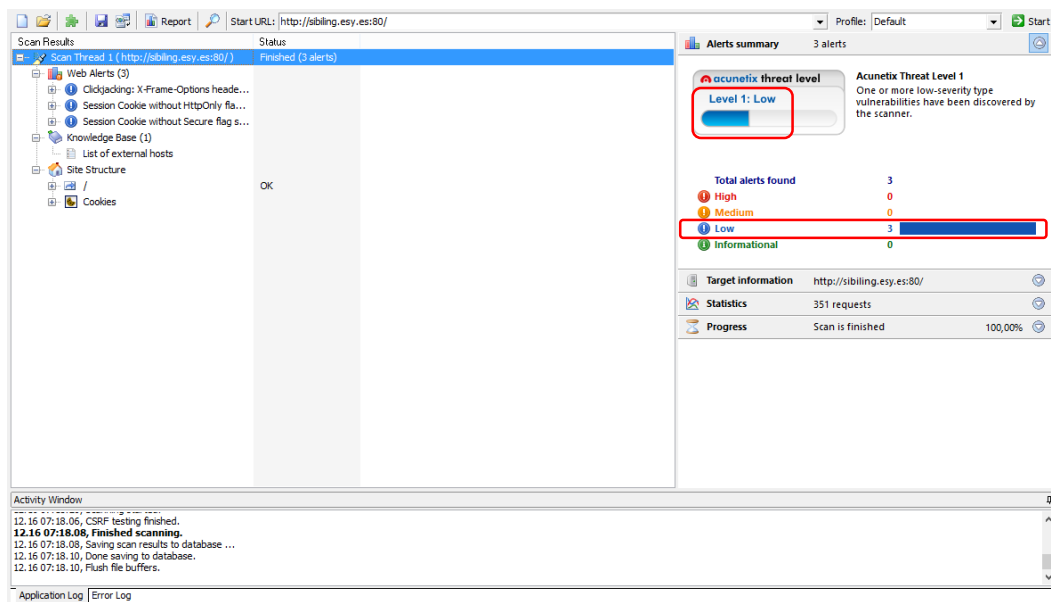 Report Start URL: http://sibiling.esy.es:80/ Profile: Default Start
Scan Results Status
Scan Thread 1 ( http://sibiling.esy.es:80/ ) Finished (3 alerts)
Web Alerts (3)
Clickjacking: X-Frame-Options heade...
Session Cookie without HttpOnly fla...
Session Cookie without Secure flag s...
Knowledge Base (1)
List of external hosts
Site Structure
/ OK
Cookies
Alerts summary 3 alerts
acunetix threat level
Level 1: Low
Acunetix Threat Level 1
One or more low-severity type
vulnerabilities have been discovered by
the scanner.
Total alerts found 3
High 0
Medium 0
Low 3
Informational 0
Target information http://sibiling.esy.es:80/
Statistics 351 requests
Progress Scan is finished 100,00%
Activity Window
12.16 07:18.06, CSRF testing finished.
12.16 07:18.08, Finished scanning.
12.16 07:18.08, Saving scan results to database ...
12.16 07:18.10, Done saving to database.
12.16 07:18.10, Flush file buffers.
Application Log Error Log